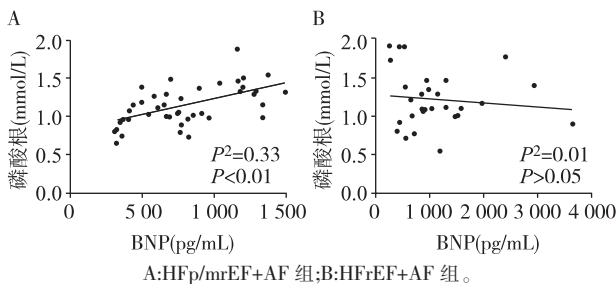 A
B
磷酸根(mmol/L)
2.0
1.5
1.0
0.5
0
0
5 00
1 000
1 500
P²=0.33
P<0.01
BNP(pg/mL)
磷酸根(mmol/L)
2.0
1.5
1.0
0.5
0.0
0
1 000
2 000
3 000
4 000
P²=0.01
P>0.05
BNP(pg/mL)
A:HFp/mrEF+AF 组;B:HFrEF+AF 组。